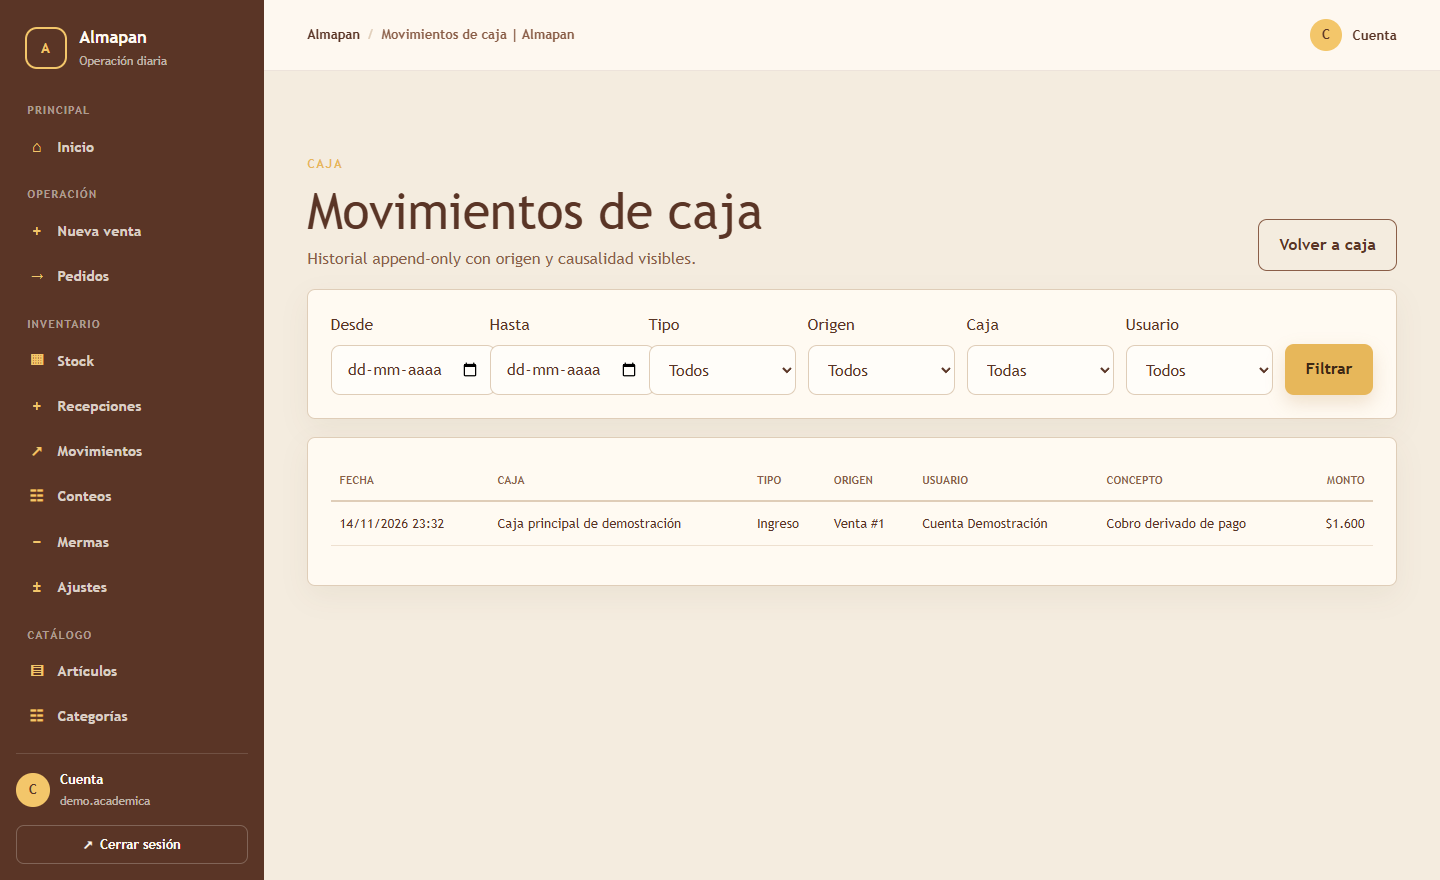 A
Almapan
Operación diaria
PRINCIPAL
⌂ Inicio
OPERACIÓN
+ Nueva venta
→ Pedidos
INVENTARIO
▦ Stock
+ Recepciones
↗ Movimientos
☷ Conteos
− Mermas
± Ajustes
CATÁLOGO
▤ Artículos
☷ Categorías
C
Cuenta
demo.academica
↗ Cerrar sesión
Almapan / Movimientos de caja | Almapan
C Cuenta
CAJA
Movimientos de caja
Historial append-only con origen y causalidad visibles.
Volver a caja
Desde Hasta Tipo Origen Caja Usuario
dd-mm-aaaa dd-mm-aaaa Todos Todos Todas Todos Filtrar
FECHA CAJA TIPO ORIGEN USUARIO CONCEPTO MONTO
14/11/2026 23:32 Caja principal de demostración Ingreso Venta #1 Cuenta Demostración Cobro derivado de pago $1.600